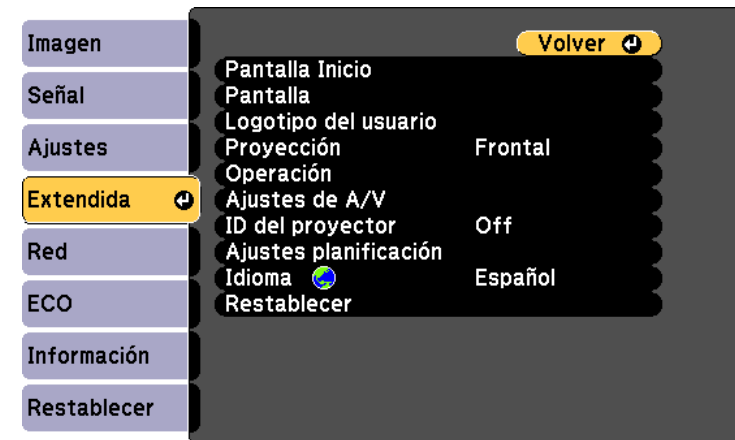 Imagen
Señal
Ajustes
Extendida
Red
ECO
Información
Restablecer
Volver
Pantalla Inicio
Pantalla
Logotipo del usuario
Proyección Frontal
Operación
Ajustes de A/V
ID del proyector Off
Ajustes planificación
Idioma Español
Restablecer